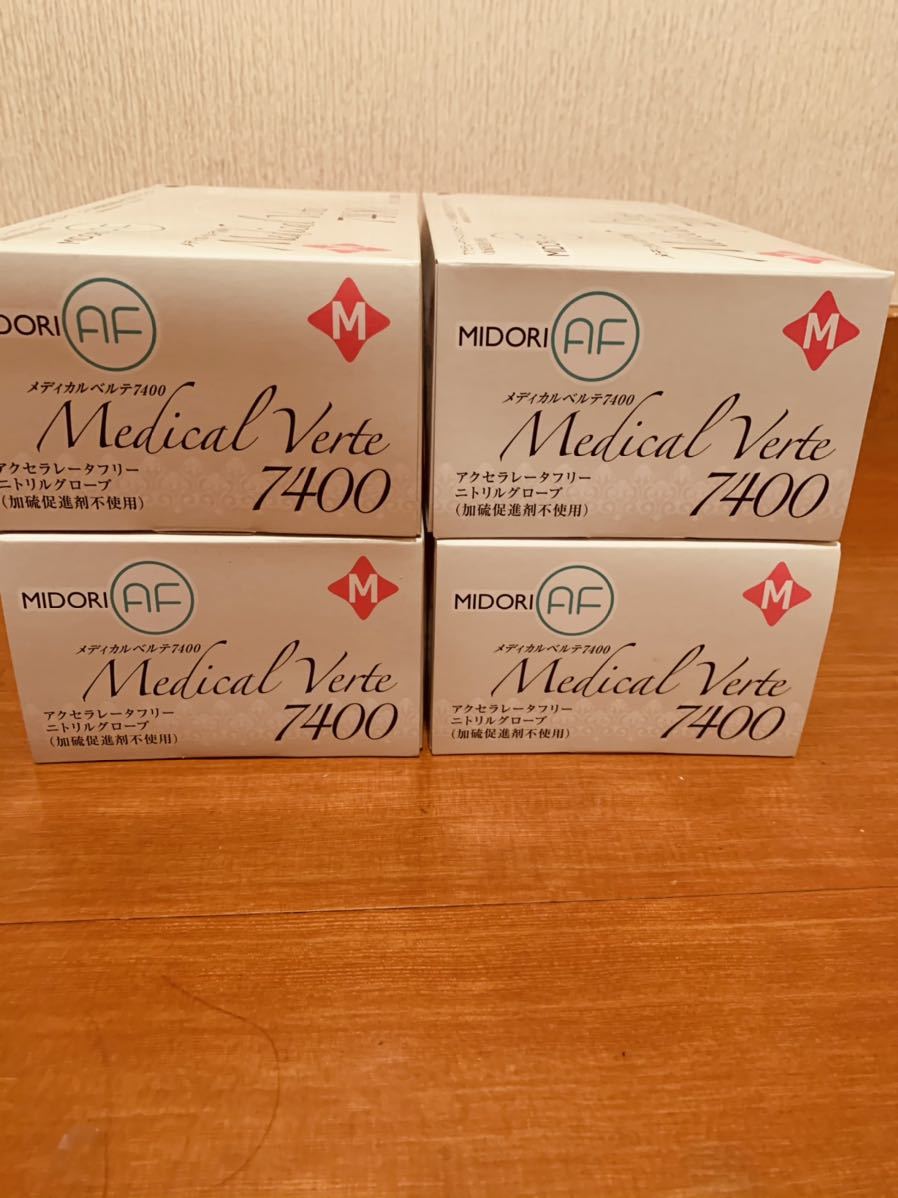 DORI AF
M
メディカルベルテ7400
Medical Verte
7400
アクセラレータフリー
ニトリルグローブ
（加硫促進剤不使用）
MIDORI AF
M
メディカルベルテ7400
Medical Verte
7400
アクセラレータフリー
ニトリルグローブ
（加硫促進剤不使用）
MIDORI AF
M
メディカルベルテ7400
Medical Verte
7400
アクセラレータフリー
ニトリルグローブ
（加硫促進剤不使用）
MIDORI AF
M
メディカルベルテ7400
Medical Verte
7400
アクセラレータフリー
ニトリルグローブ
（加硫促進剤不使用）